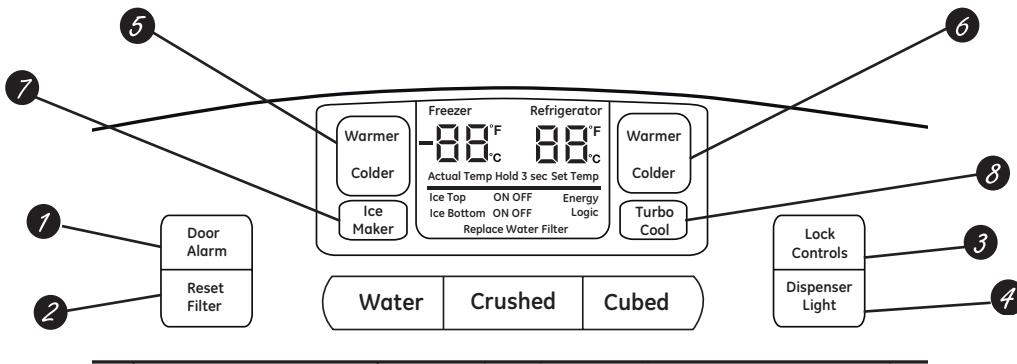 5
6
7
Freezer Refrigerator
Warmer
Colder
-88 °F °C
88 °F °C
Warmer
Colder
Actual Temp Hold 3 sec Set Temp
Ice Top ON OFF Energy
Ice Bottom ON OFF Logic
Replace Water Filter
Ice
Maker
Turbo
Cool
8
1
Door
Alarm
Reset
Filter
2
Lock
Controls
Dispenser
Light
3
4
Water Crushed Cubed